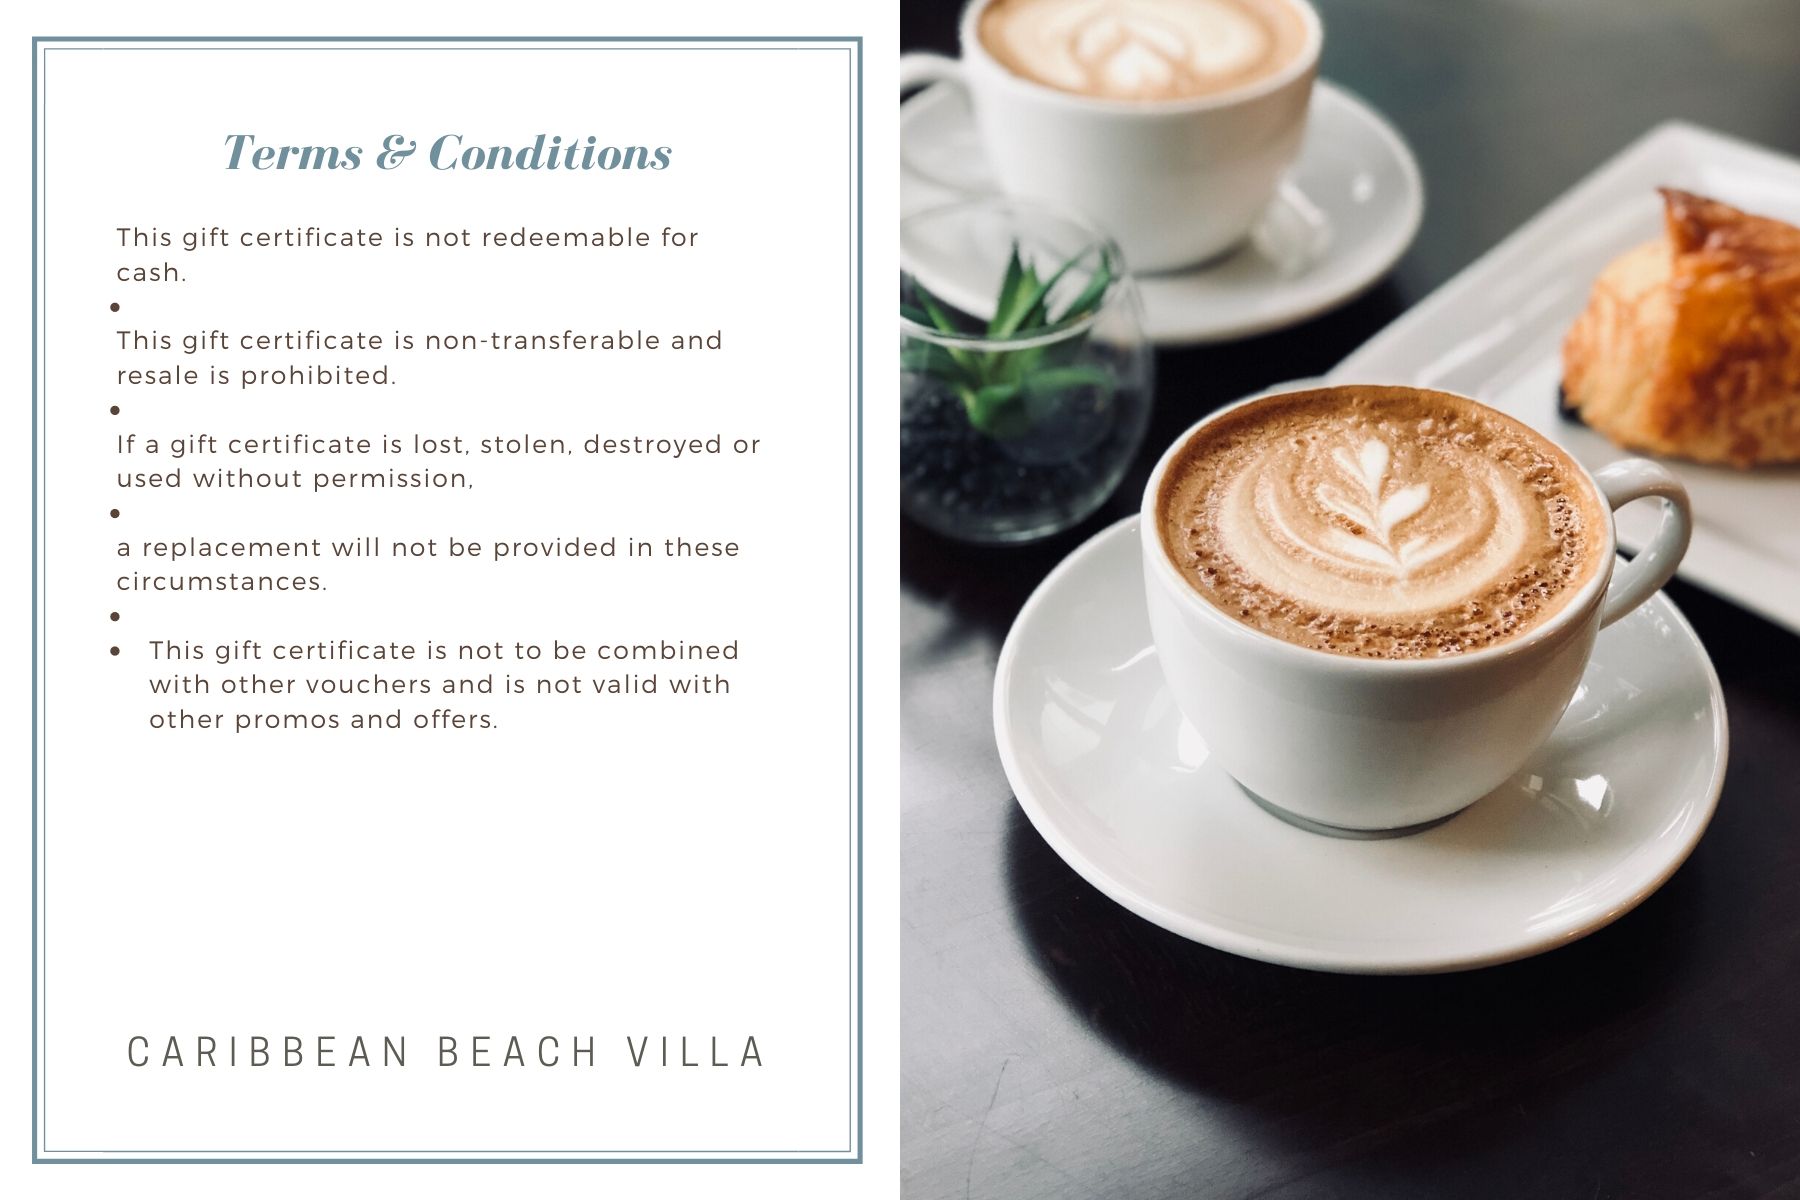 Terms & Conditions
This gift certificate is not redeemable for
cash.
•
This gift certificate is non-transferable and
resale is prohibited.
•
If a gift certificate is lost, stolen, destroyed or
used without permission,
•
a replacement will not be provided in these
circumstances.
•
• This gift certificate is not to be combined
with other vouchers and is not valid with
other promos and offers.
CARIBBEAN BEACH VILLA